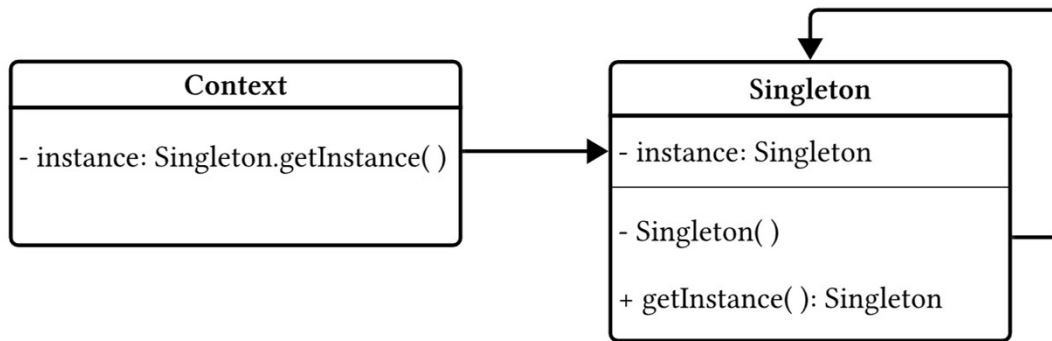 Context
- instance: Singleton.getInstance( )
Singleton
- instance: Singleton
- Singleton( )
+ getInstance( ): Singleton